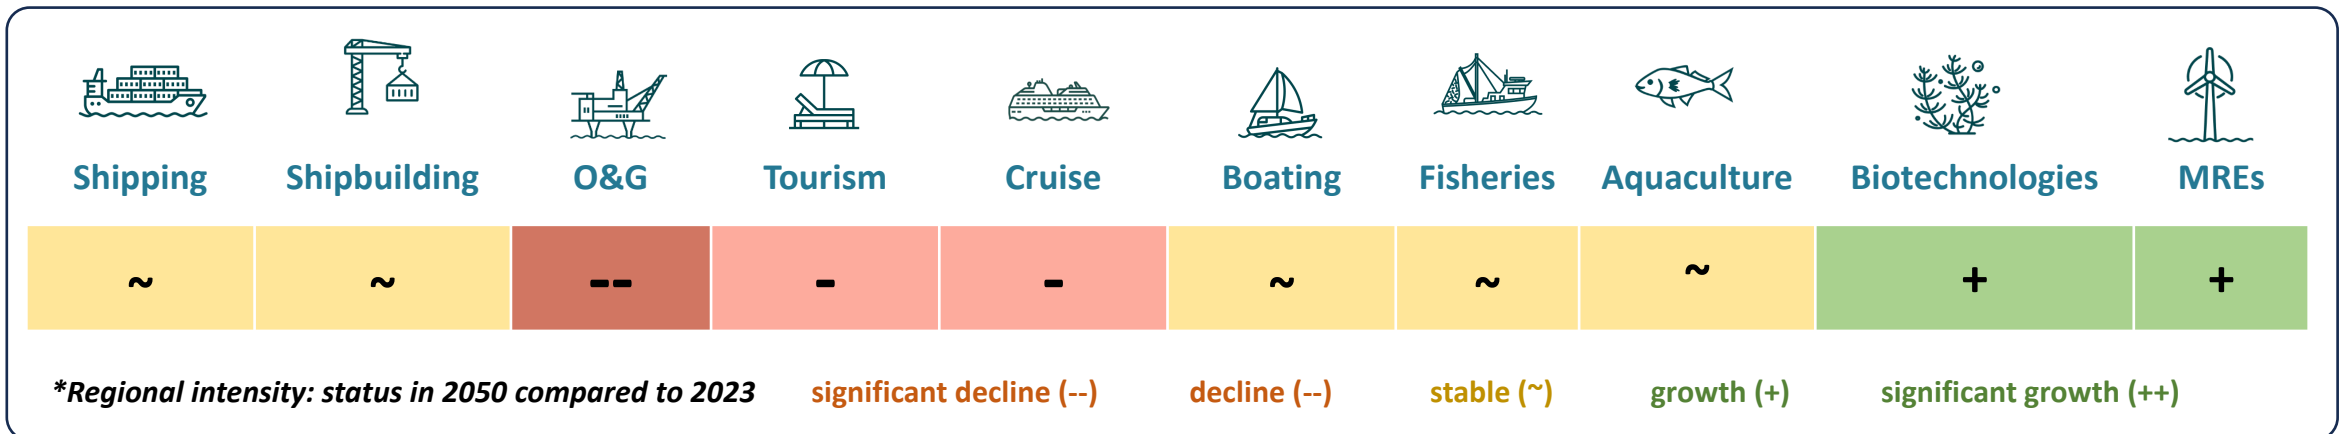 Shipping Shipbuilding O&G Tourism Cruise Boating Fisheries Aquaculture Biotechnologies MREs
~ ~ -- - - ~ ~ ~ + +
*Regional intensity: status in 2050 compared to 2023 significant decline (--) decline (--) stable (~) growth (+) significant growth (++)